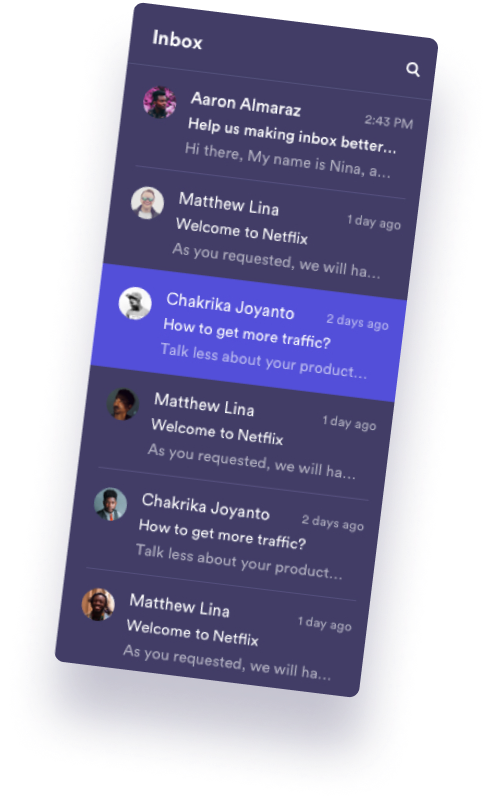 Inbox
Aaron Almaraz
2:43 PM
Help us making inbox better...
Hi there, My name is Nina, a...
Matthew Lina
1 day ago
Welcome to Netflix
As you requested, we will ha...
Chakrika Joyanto
2 days ago
How to get more traffic?
Talk less about your product...
Matthew Lina
1 day ago
Welcome to Netflix
As you requested, we will ha...
Chakrika Joyanto
2 days ago
How to get more traffic?
Talk less about your product...
Matthew Lina
1 day ago
Welcome to Netflix
As you requested, we will ha...